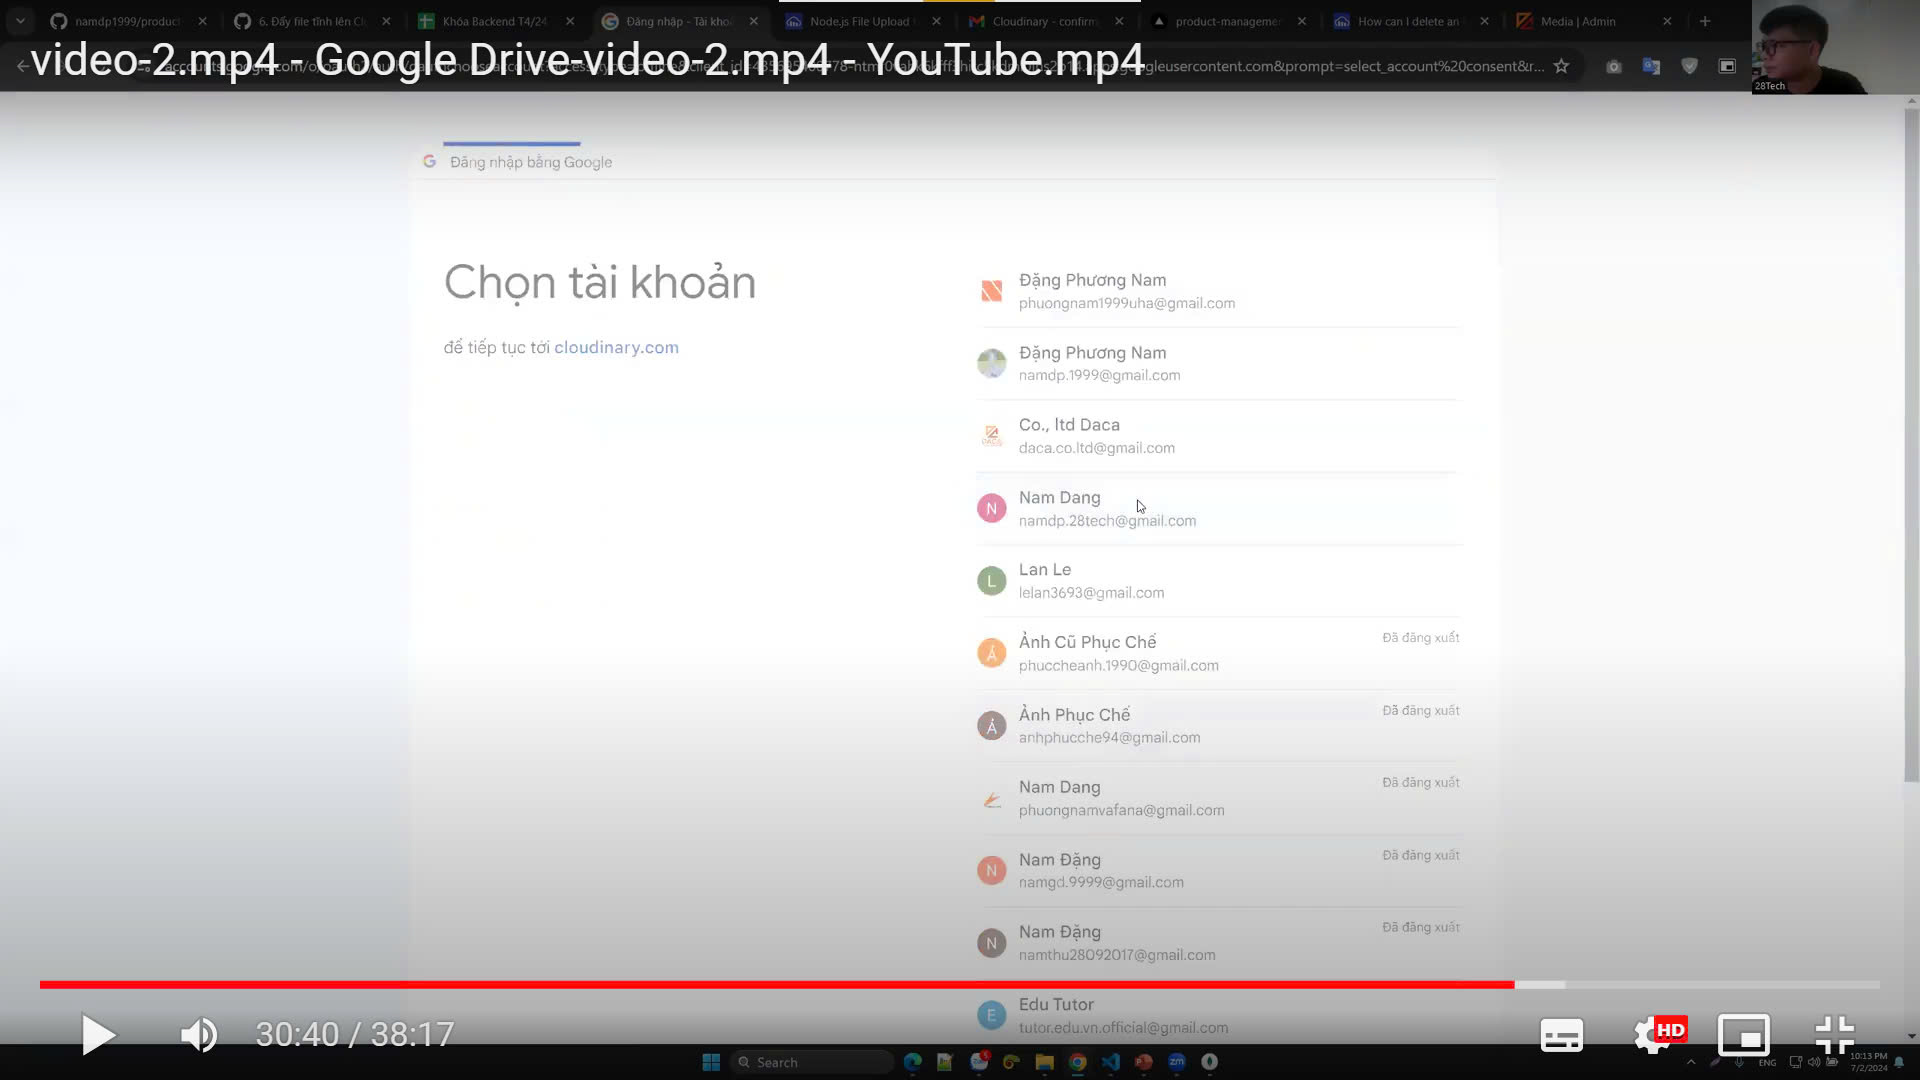 namdp1999/product
6. Đẩy file tĩnh lên Cl
Khóa Backend T4/24
Đăng nhập - Tài kho
Node.js File Upload
Cloudinary - confirm
product-managemen
How can I delete an
Media | Admin
video-2.mp4 - Google Drive-video-2.mp4 - YouTube.mp4
gleusercontent.com&prompt=select_account%20consent&r...
28Tech
Đăng nhập bằng Google
Chọn tài khoản
để tiếp tục tới cloudinary.com
Đặng Phương Nam
phuongnam1999uha@gmail.com
Đặng Phương Nam
namdp.1999@gmail.com
Co., ltd Daca
daca.co.ltd@gmail.com
N
Nam Dang
namdp.28tech@gmail.com
L
Lan Le
lelan3693@gmail.com
Ả
Ảnh Cũ Phục Chế
Đã đăng xuất
phuccheanh.1990@gmail.com
Ả
Ảnh Phục Chế
Đã đăng xuất
anhphucche94@gmail.com
Nam Dang
Đã đăng xuất
phuongnamvafana@gmail.com
N
Nam Đặng
Đã đăng xuất
namgd.9999@gmail.com
N
Nam Đặng
Đã đăng xuất
namthu28092017@gmail.com
E
Edu Tutor
tutor.edu.vn.official@gmail.com
30:40 / 38:17
HD
Search
ENG
10:13 PM
7/2/2024